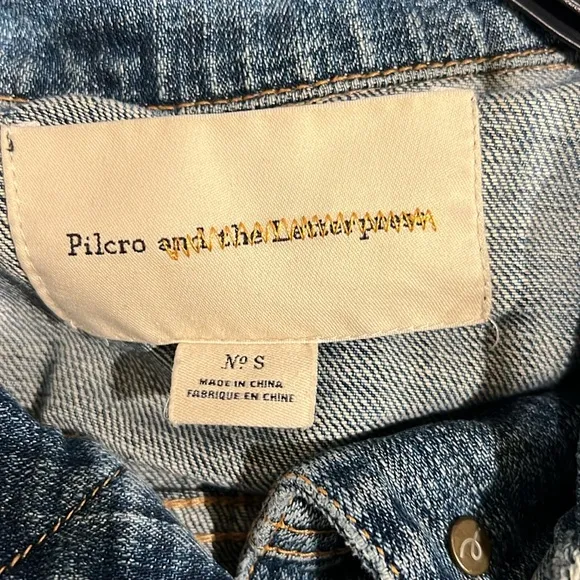 Pilcro and the Letterpress
Nº S
MADE IN CHINA
FABRIQUE EN CHINE